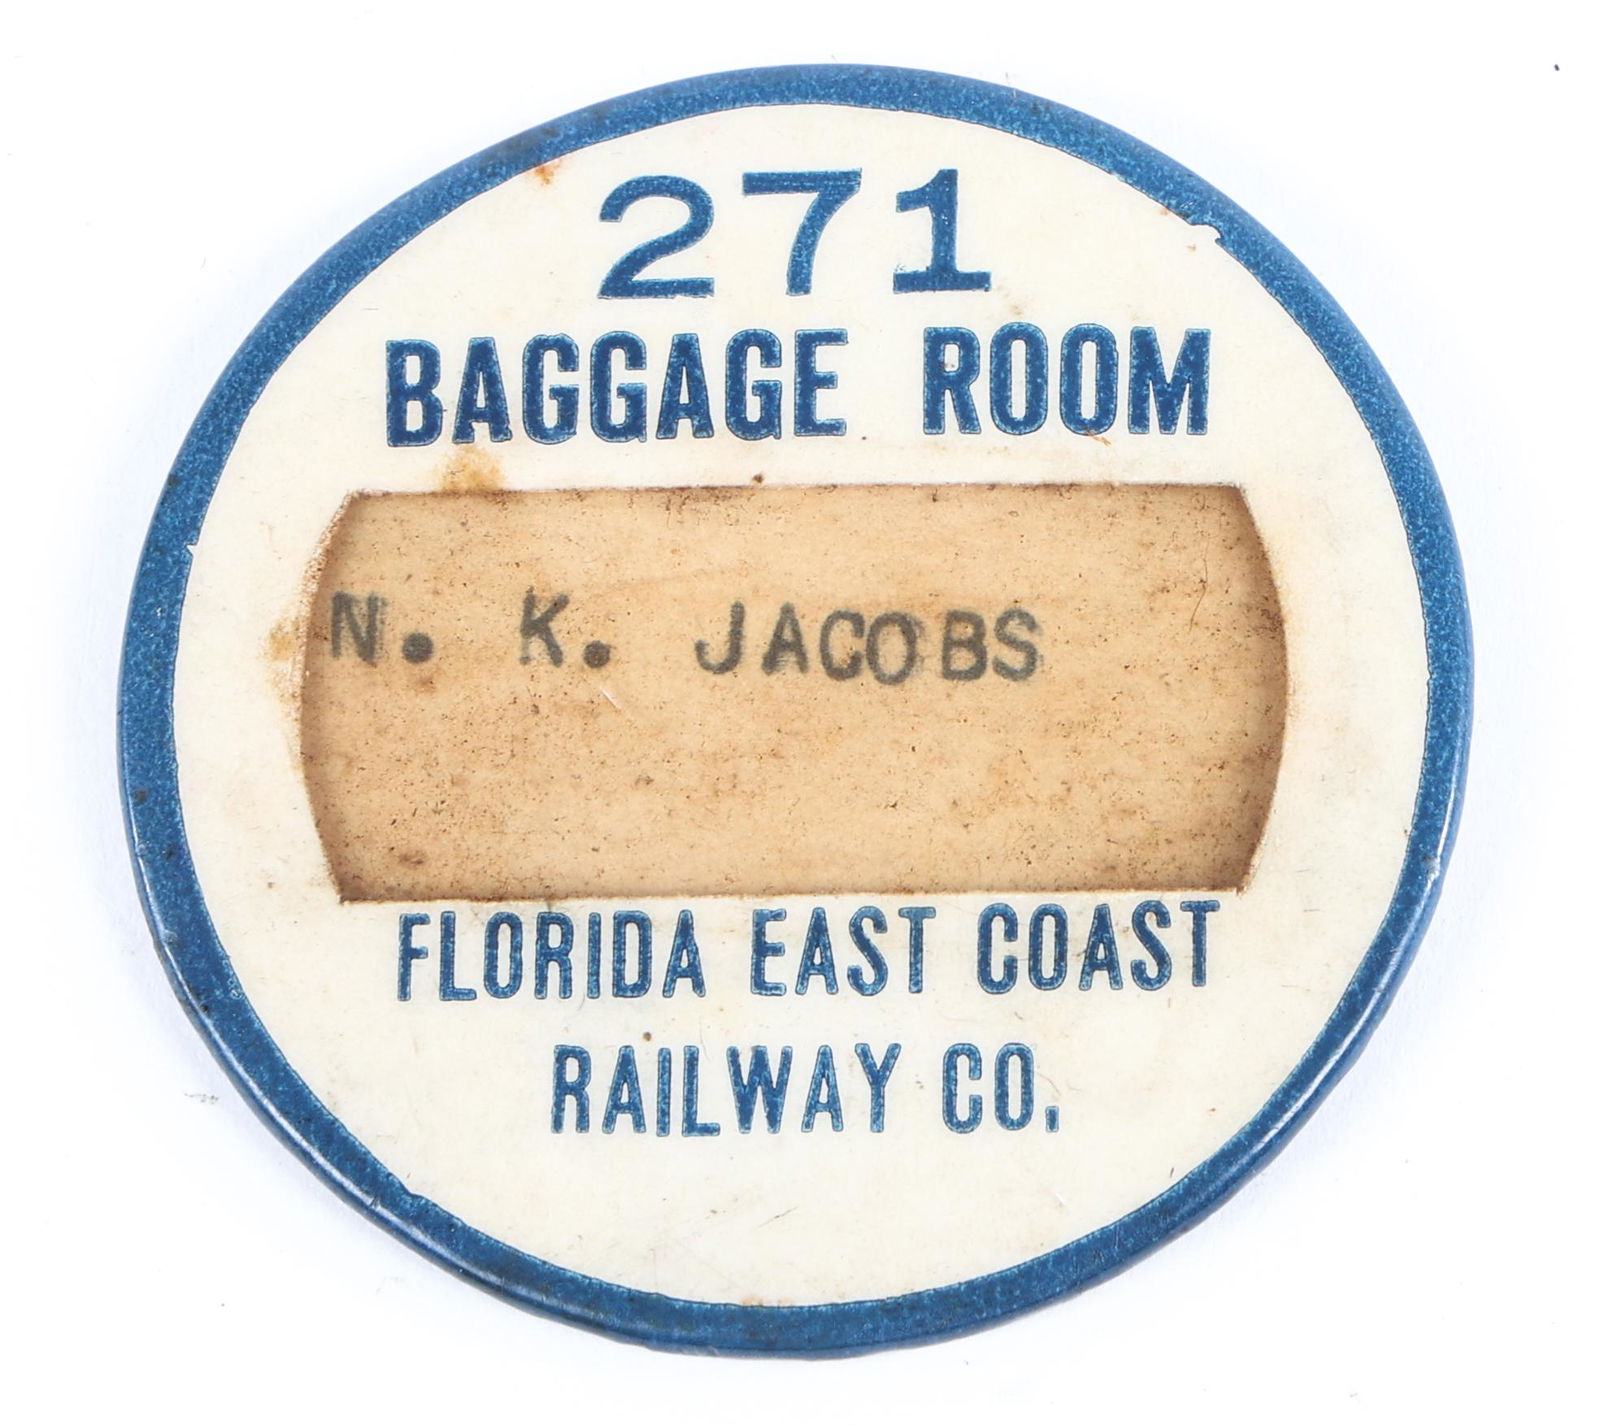 271
BAGGAGE ROOM
N. K. JACOBS
FLORIDA EAST COAST
RAILWAY CO.